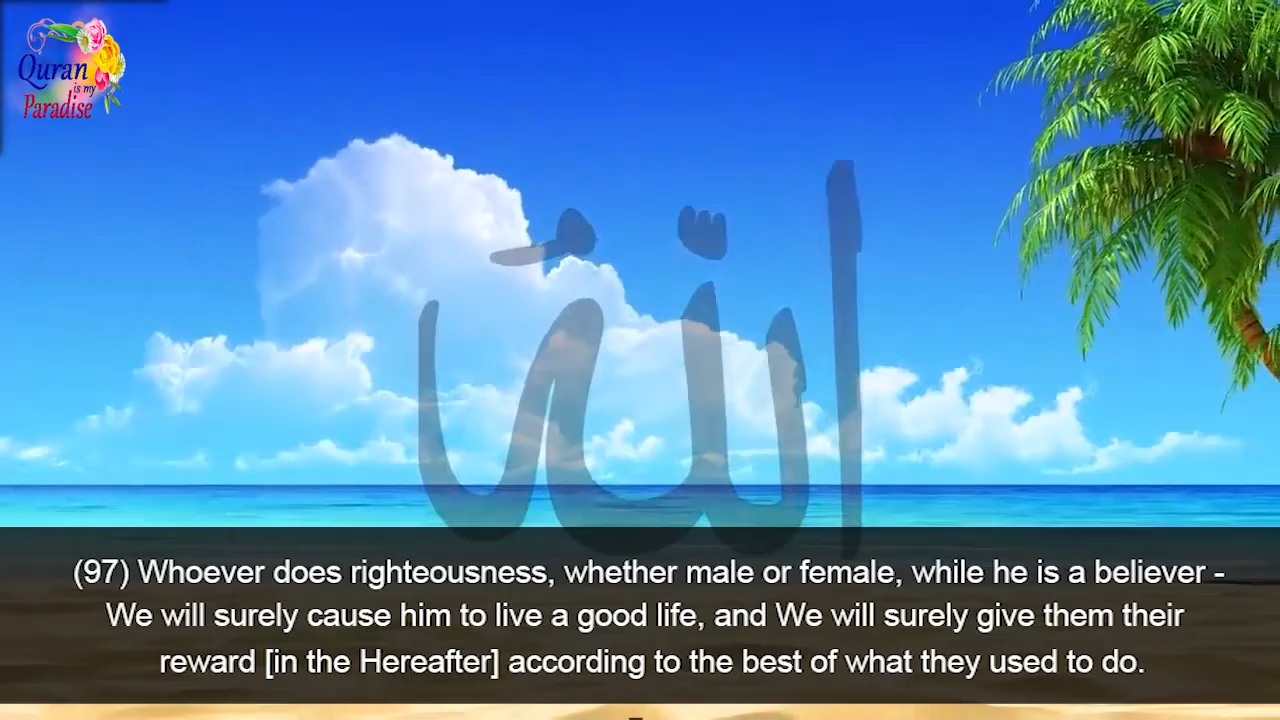 Quran
is my
Paradise
الله
(97) Whoever does righteousness, whether male or female, while he is a believer -
We will surely cause him to live a good life, and We will surely give them their
reward [in the Hereafter] according to the best of what they used to do.